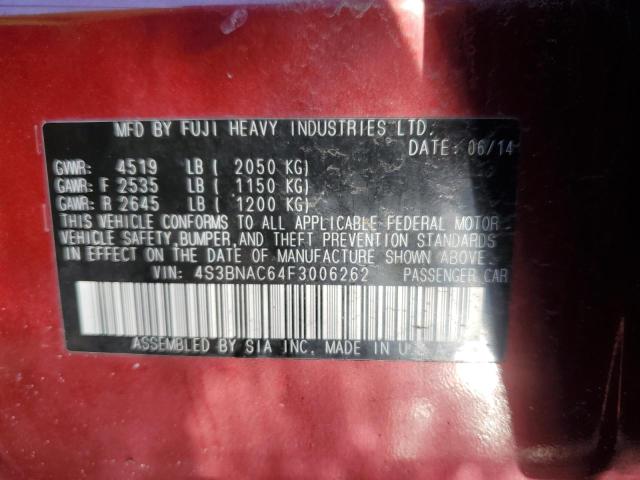 MFD BY FUJI HEAVY INDUSTRIES LTD.
DATE: 06/14
GVWR: 4519 LB ( 2050 KG)
GAWR: F 2535 LB ( 1150 KG)
GAWR: R 2645 LB ( 1200 KG)
THIS VEHICLE CONFORMS TO ALL APPLICABLE FEDERAL MOTOR
VEHICLE SAFETY, BUMPER, AND THEFT PREVENTION STANDARDS
IN EFFECT ON THE DATE OF MANUFACTURE SHOWN ABOVE.
VIN: 4S3BNAC64F3006262 PASSENGER CAR
ASSEMBLED BY SIA INC. MADE IN